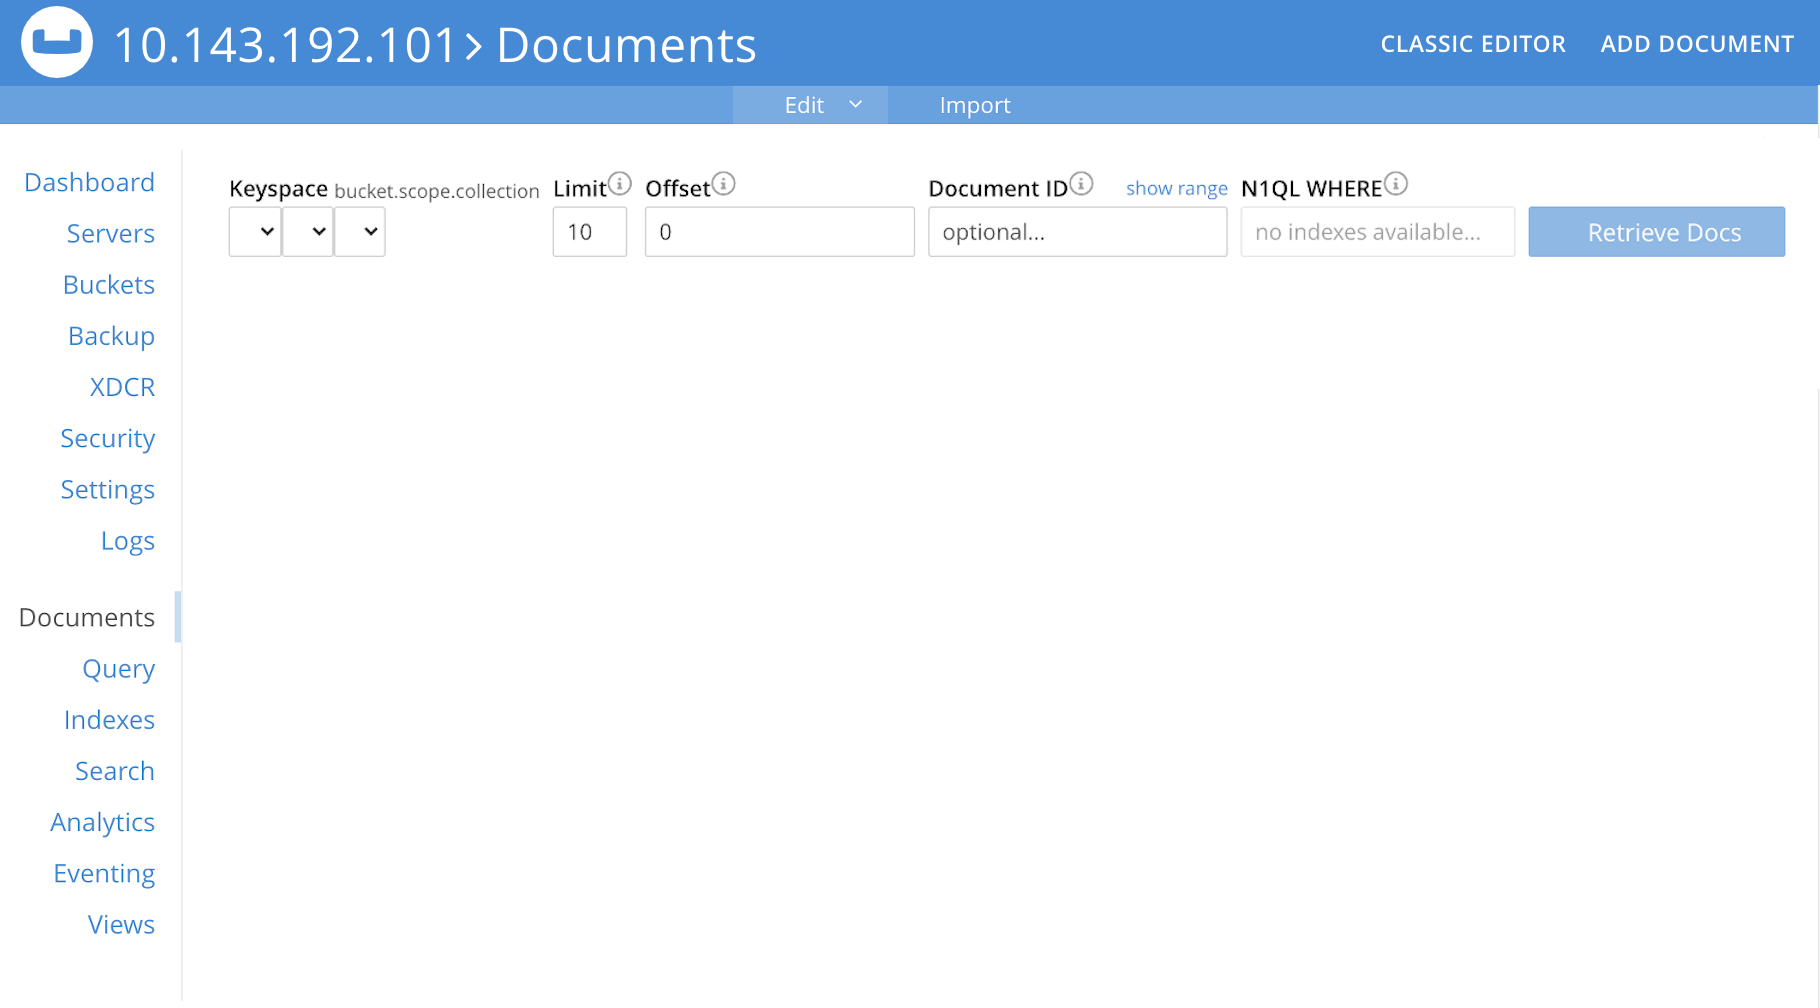 10.143.192.101 > Documents
CLASSIC EDITOR ADD DOCUMENT
Edit Import
Dashboard
Servers
Buckets
Backup
XDCR
Security
Settings
Logs
Documents
Query
Indexes
Search
Analytics
Eventing
Views
Keyspace bucket.scope.collection Limit Offset Document ID show range N1QL WHERE
10 0 optional... no indexes available... Retrieve Docs